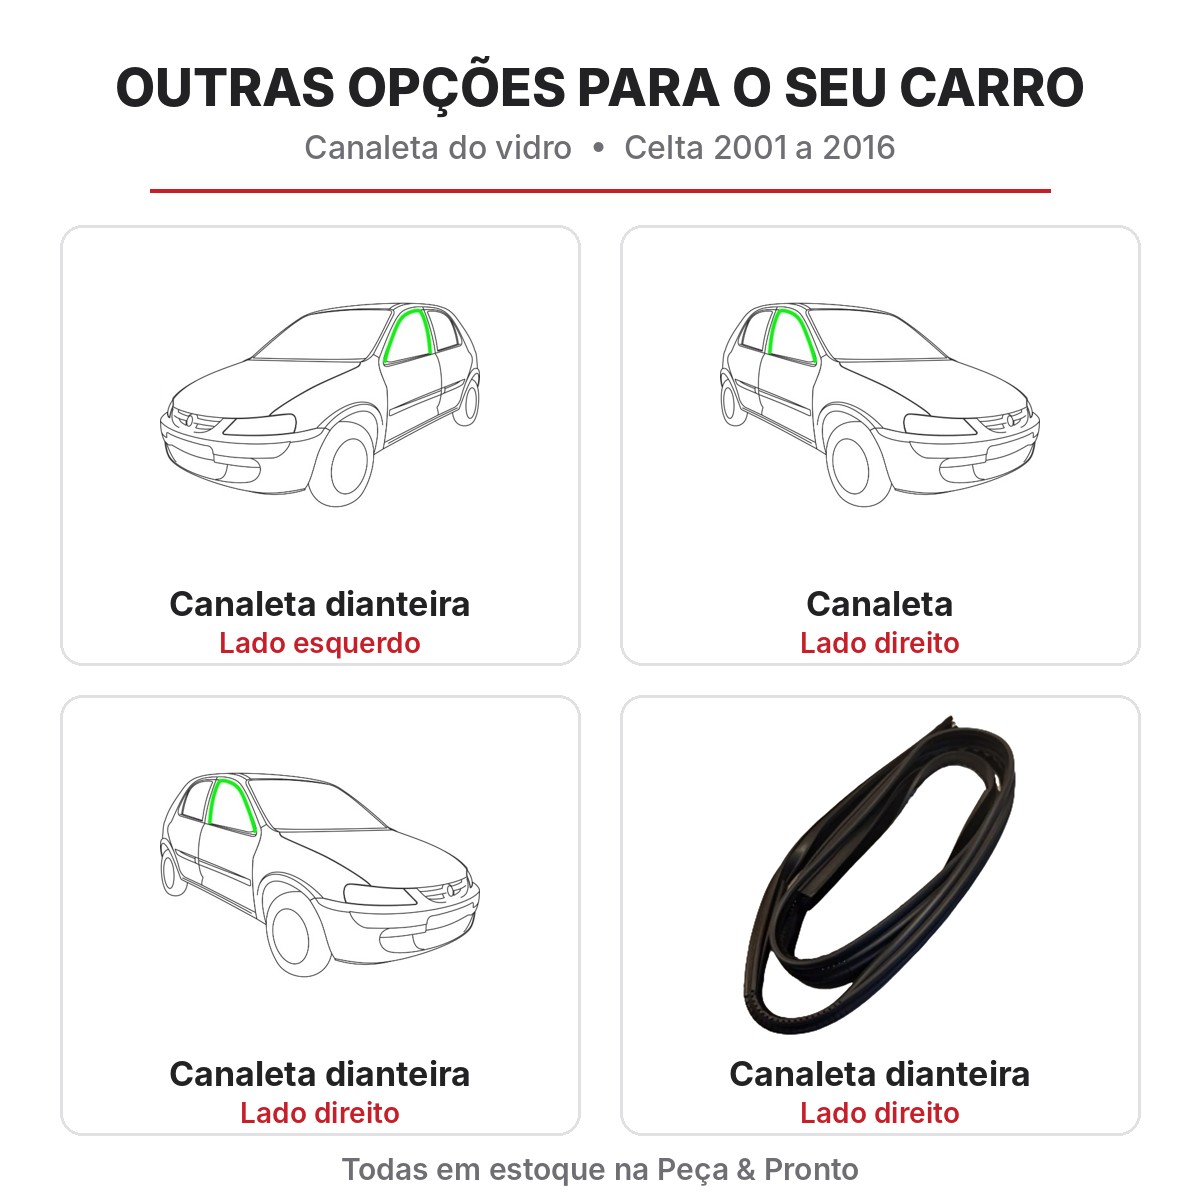 OUTRAS OPÇÕES PARA O SEU CARRO
Canaleta do vidro • Celta 2001 a 2016
Canaleta dianteira
Lado esquerdo
Canaleta
Lado direito
Canaleta dianteira
Lado direito
Canaleta dianteira
Lado direito
Todas em estoque na Peça & Pronto